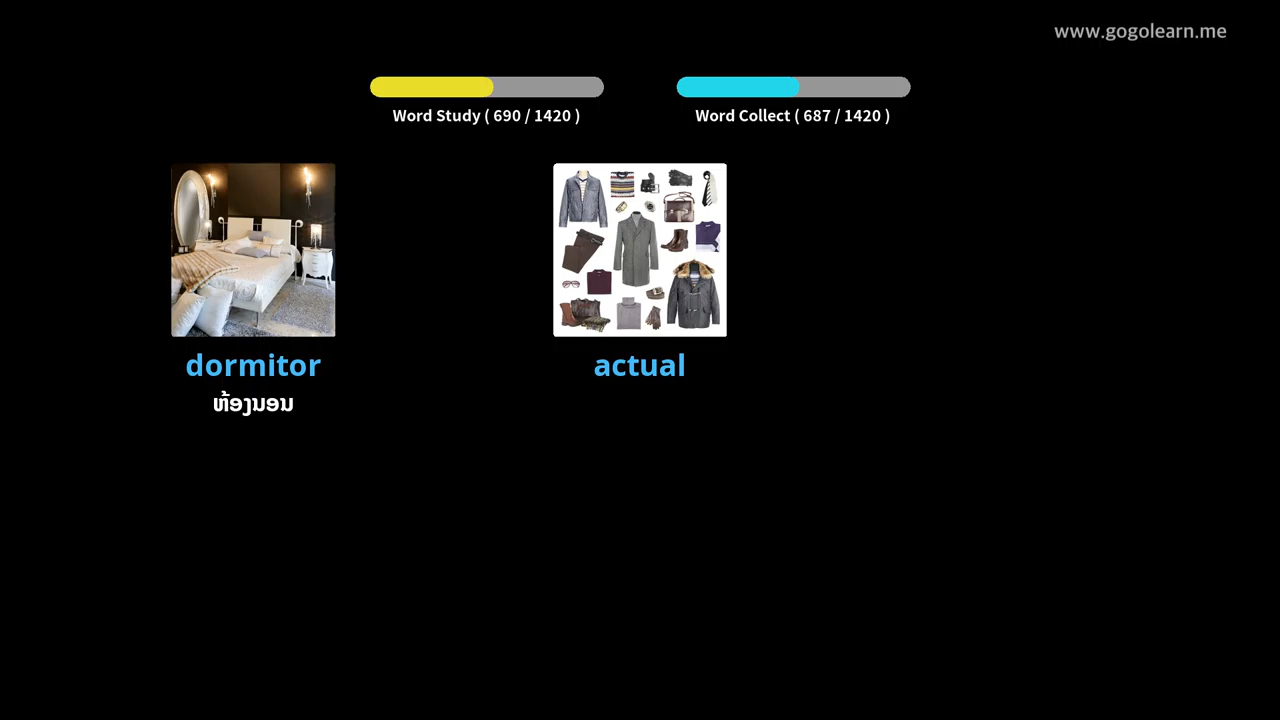 www.gogolearn.me
Word Study ( 690 / 1420 )
Word Collect ( 687 / 1420 )
dormitor
ຫ້ອງນອນ
actual